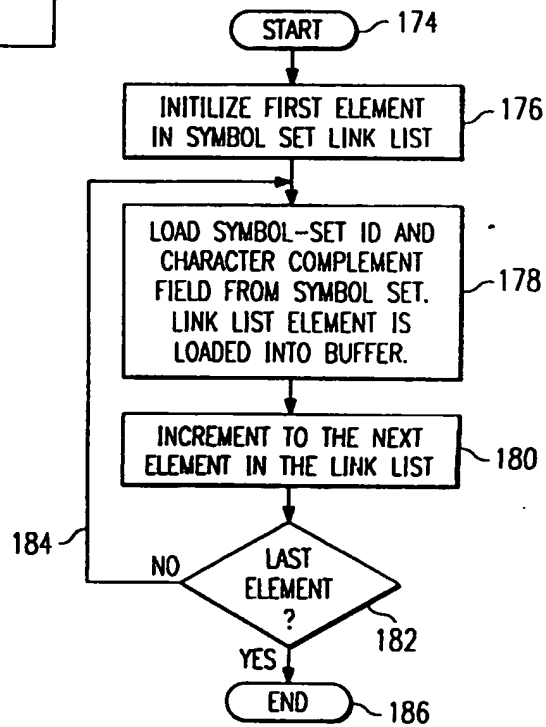 START
174
INITILIZE FIRST ELEMENT
IN SYMBOL SET LINK LIST
176
LOAD SYMBOL-SET ID AND
CHARACTER COMPLEMENT
FIELD FROM SYMBOL SET.
LINK LIST ELEMENT IS
LOADED INTO BUFFER.
178
INCREMENT TO THE NEXT
ELEMENT IN THE LINK LIST
180
184
NO
LAST
ELEMENT
?
182
YES
END
186